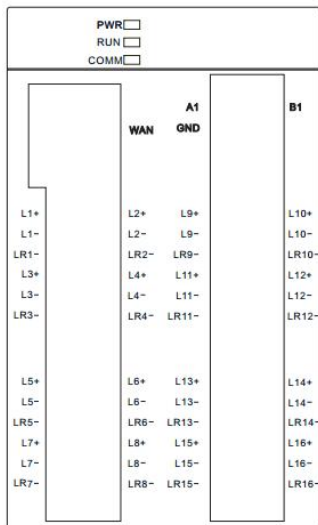 PWR
RUN
COMM
A1 B1
WAN GND
L1+ L2+ L9+ L10+
L1− L2− L9− L10−
LR1− LR2− LR9− LR10−
L3+ L4+ L11+ L12+
L3− L4− L11− L12−
LR3− LR4− LR11− LR12−
L5+ L6+ L13+ L14+
L5− L6− L13− L14−
LR5− LR6− LR13− LR14−
L7+ L8+ L15+ L16+
L7− L8− L15− L16−
LR7− LR8− LR15− LR16−